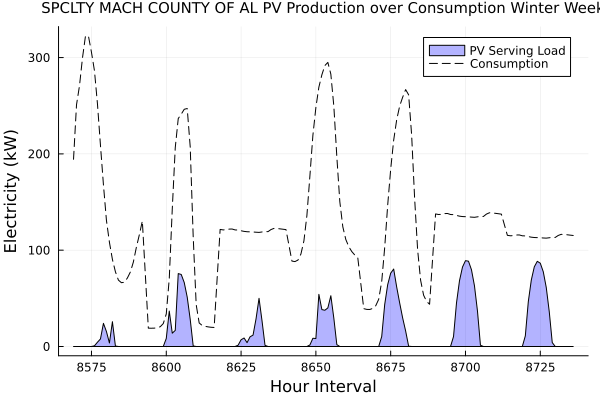 SPCLTY MACH COUNTY OF AL PV Production over Consumption Winter Week
PV Serving Load
Consumption
300
200
100
0
Electricity (kW)
8575 8600 8625 8650 8675 8700 8725
Hour Interval